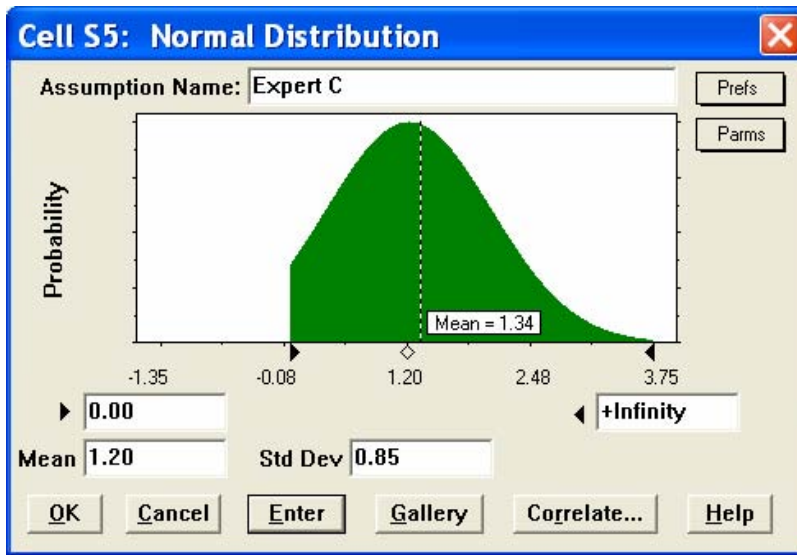 Cell S5: Normal Distribution
Assumption Name: Expert C
Prefs
Parms
Probability
Mean = 1.34
-1.35 -0.08 1.20 2.48 3.75
0.00 +Infinity
Mean 1.20 Std Dev 0.85
OK Cancel Enter Gallery Correlate... Help